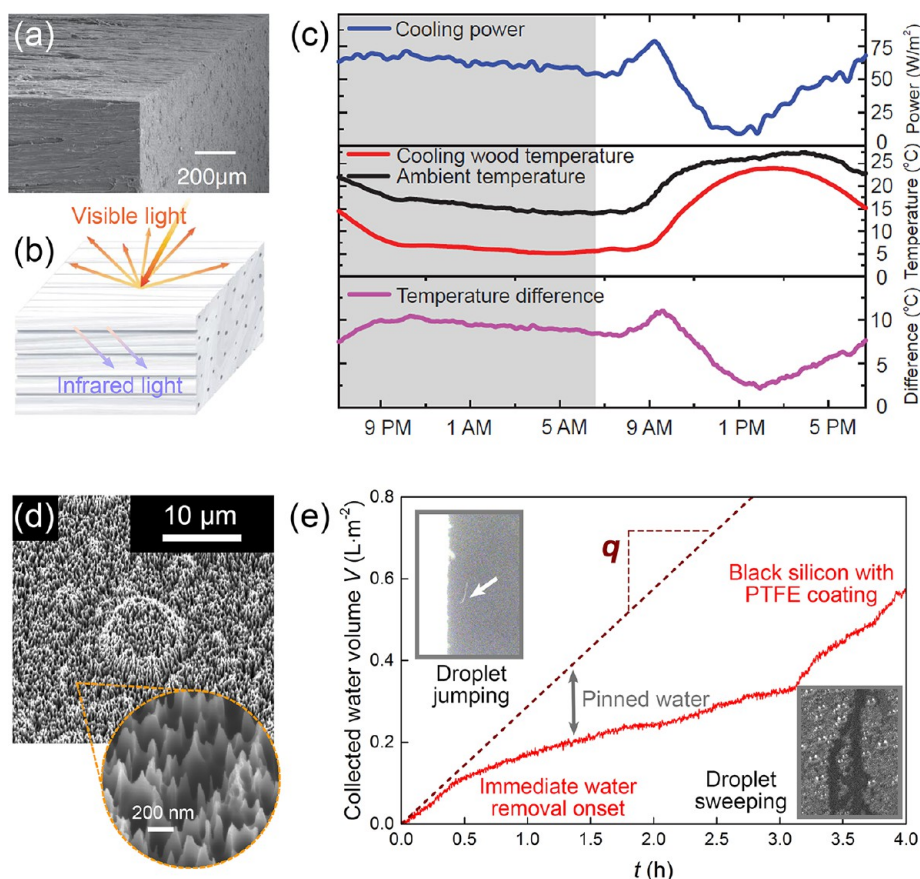 (a)
200μm
Visible light
(b)
Infrared light
(c)
Cooling power
75
50
25
0
Power (W/m²)
Cooling wood temperature
Ambient temperature
25
20
15
10
5
0
Temperature (°C)
Temperature difference
10
5
0
Difference (°C)
9 PM
1 AM
5 AM
9 AM
1 PM
5 PM
(d)
10 μm
200 nm
(e)
Collected water volume V (L·m⁻²)
0.8
0.6
0.4
0.2
0.0
Droplet
jumping
q
Black silicon with
PTFE coating
Pinned water
Immediate water
removal onset
Droplet
sweeping
0.0
0.5
1.0
1.5
2.0
2.5
3.0
3.5
4.0
t (h)